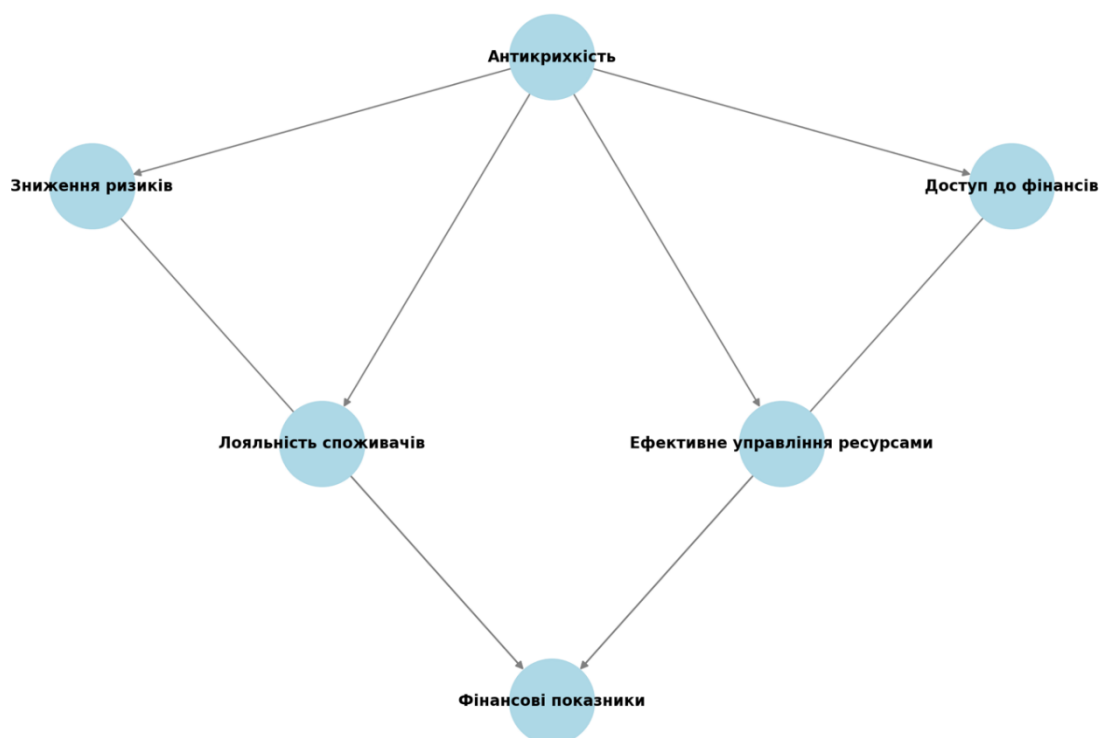 Антикрихкість
Зниження ризиків
Доступ до фінансів
Лояльність споживачів
Ефективне управління ресурсами
Фінансові показники